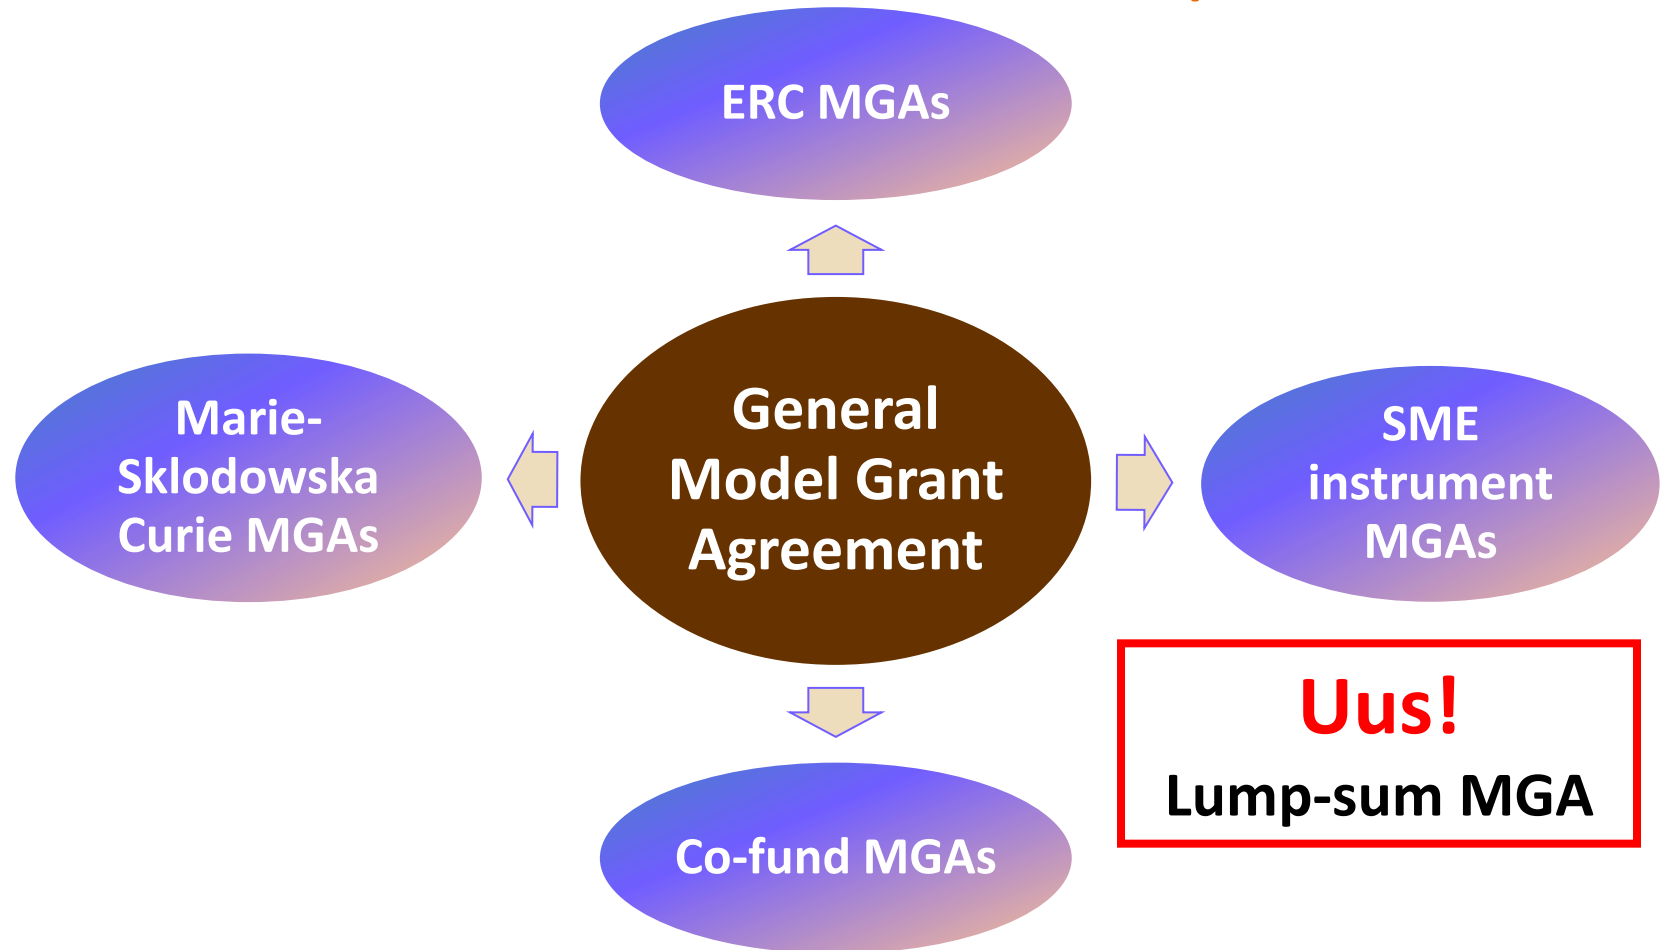 ERC MGAs
General
Model Grant
Agreement
Marie-
Sklodowska
Curie MGAs
SME
instrument
MGAs
Uus!
Lump-sum MGA
Co-fund MGAs